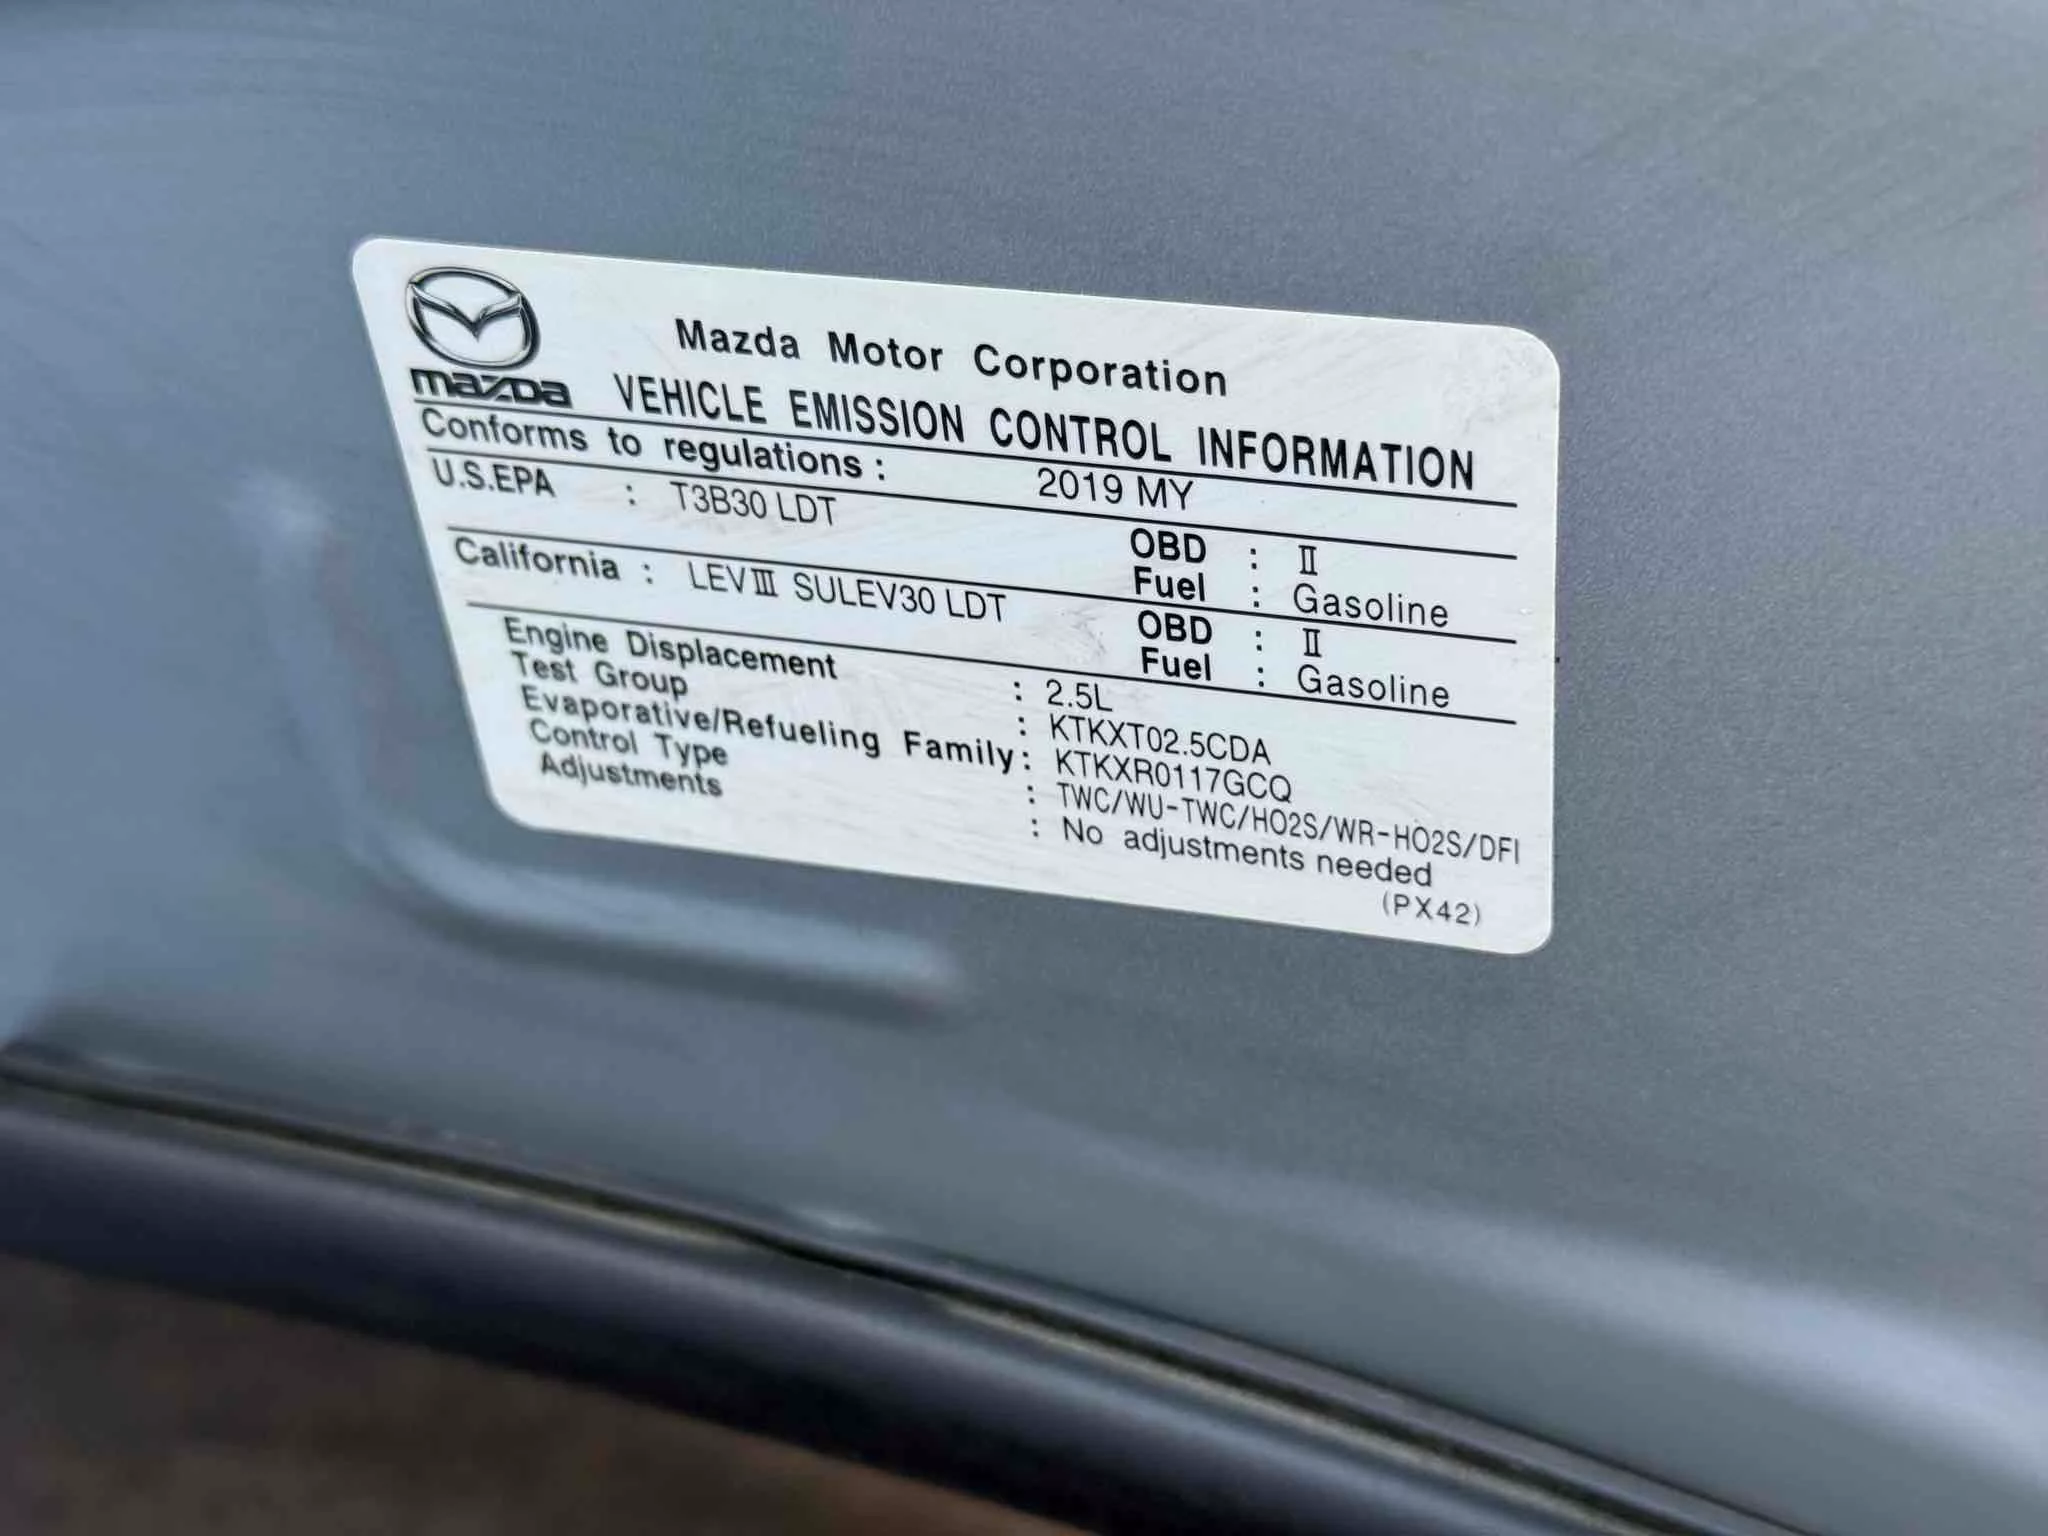 mazda
Mazda Motor Corporation
VEHICLE EMISSION CONTROL INFORMATION
Conforms to regulations : 2019 MY
U.S.EPA : T3B30 LDT
OBD : Ⅱ
Fuel : Gasoline
California : LEVⅢ SULEV30 LDT
OBD : Ⅱ
Fuel : Gasoline
Engine Displacement : 2.5L
Test Group : KTKXT02.5CDA
Evaporative/Refueling Family : KTKXR0117GCQ
Control Type : TWC/WU-TWC/HO2S/WR-HO2S/DFI
Adjustments : No adjustments needed
(PX42)